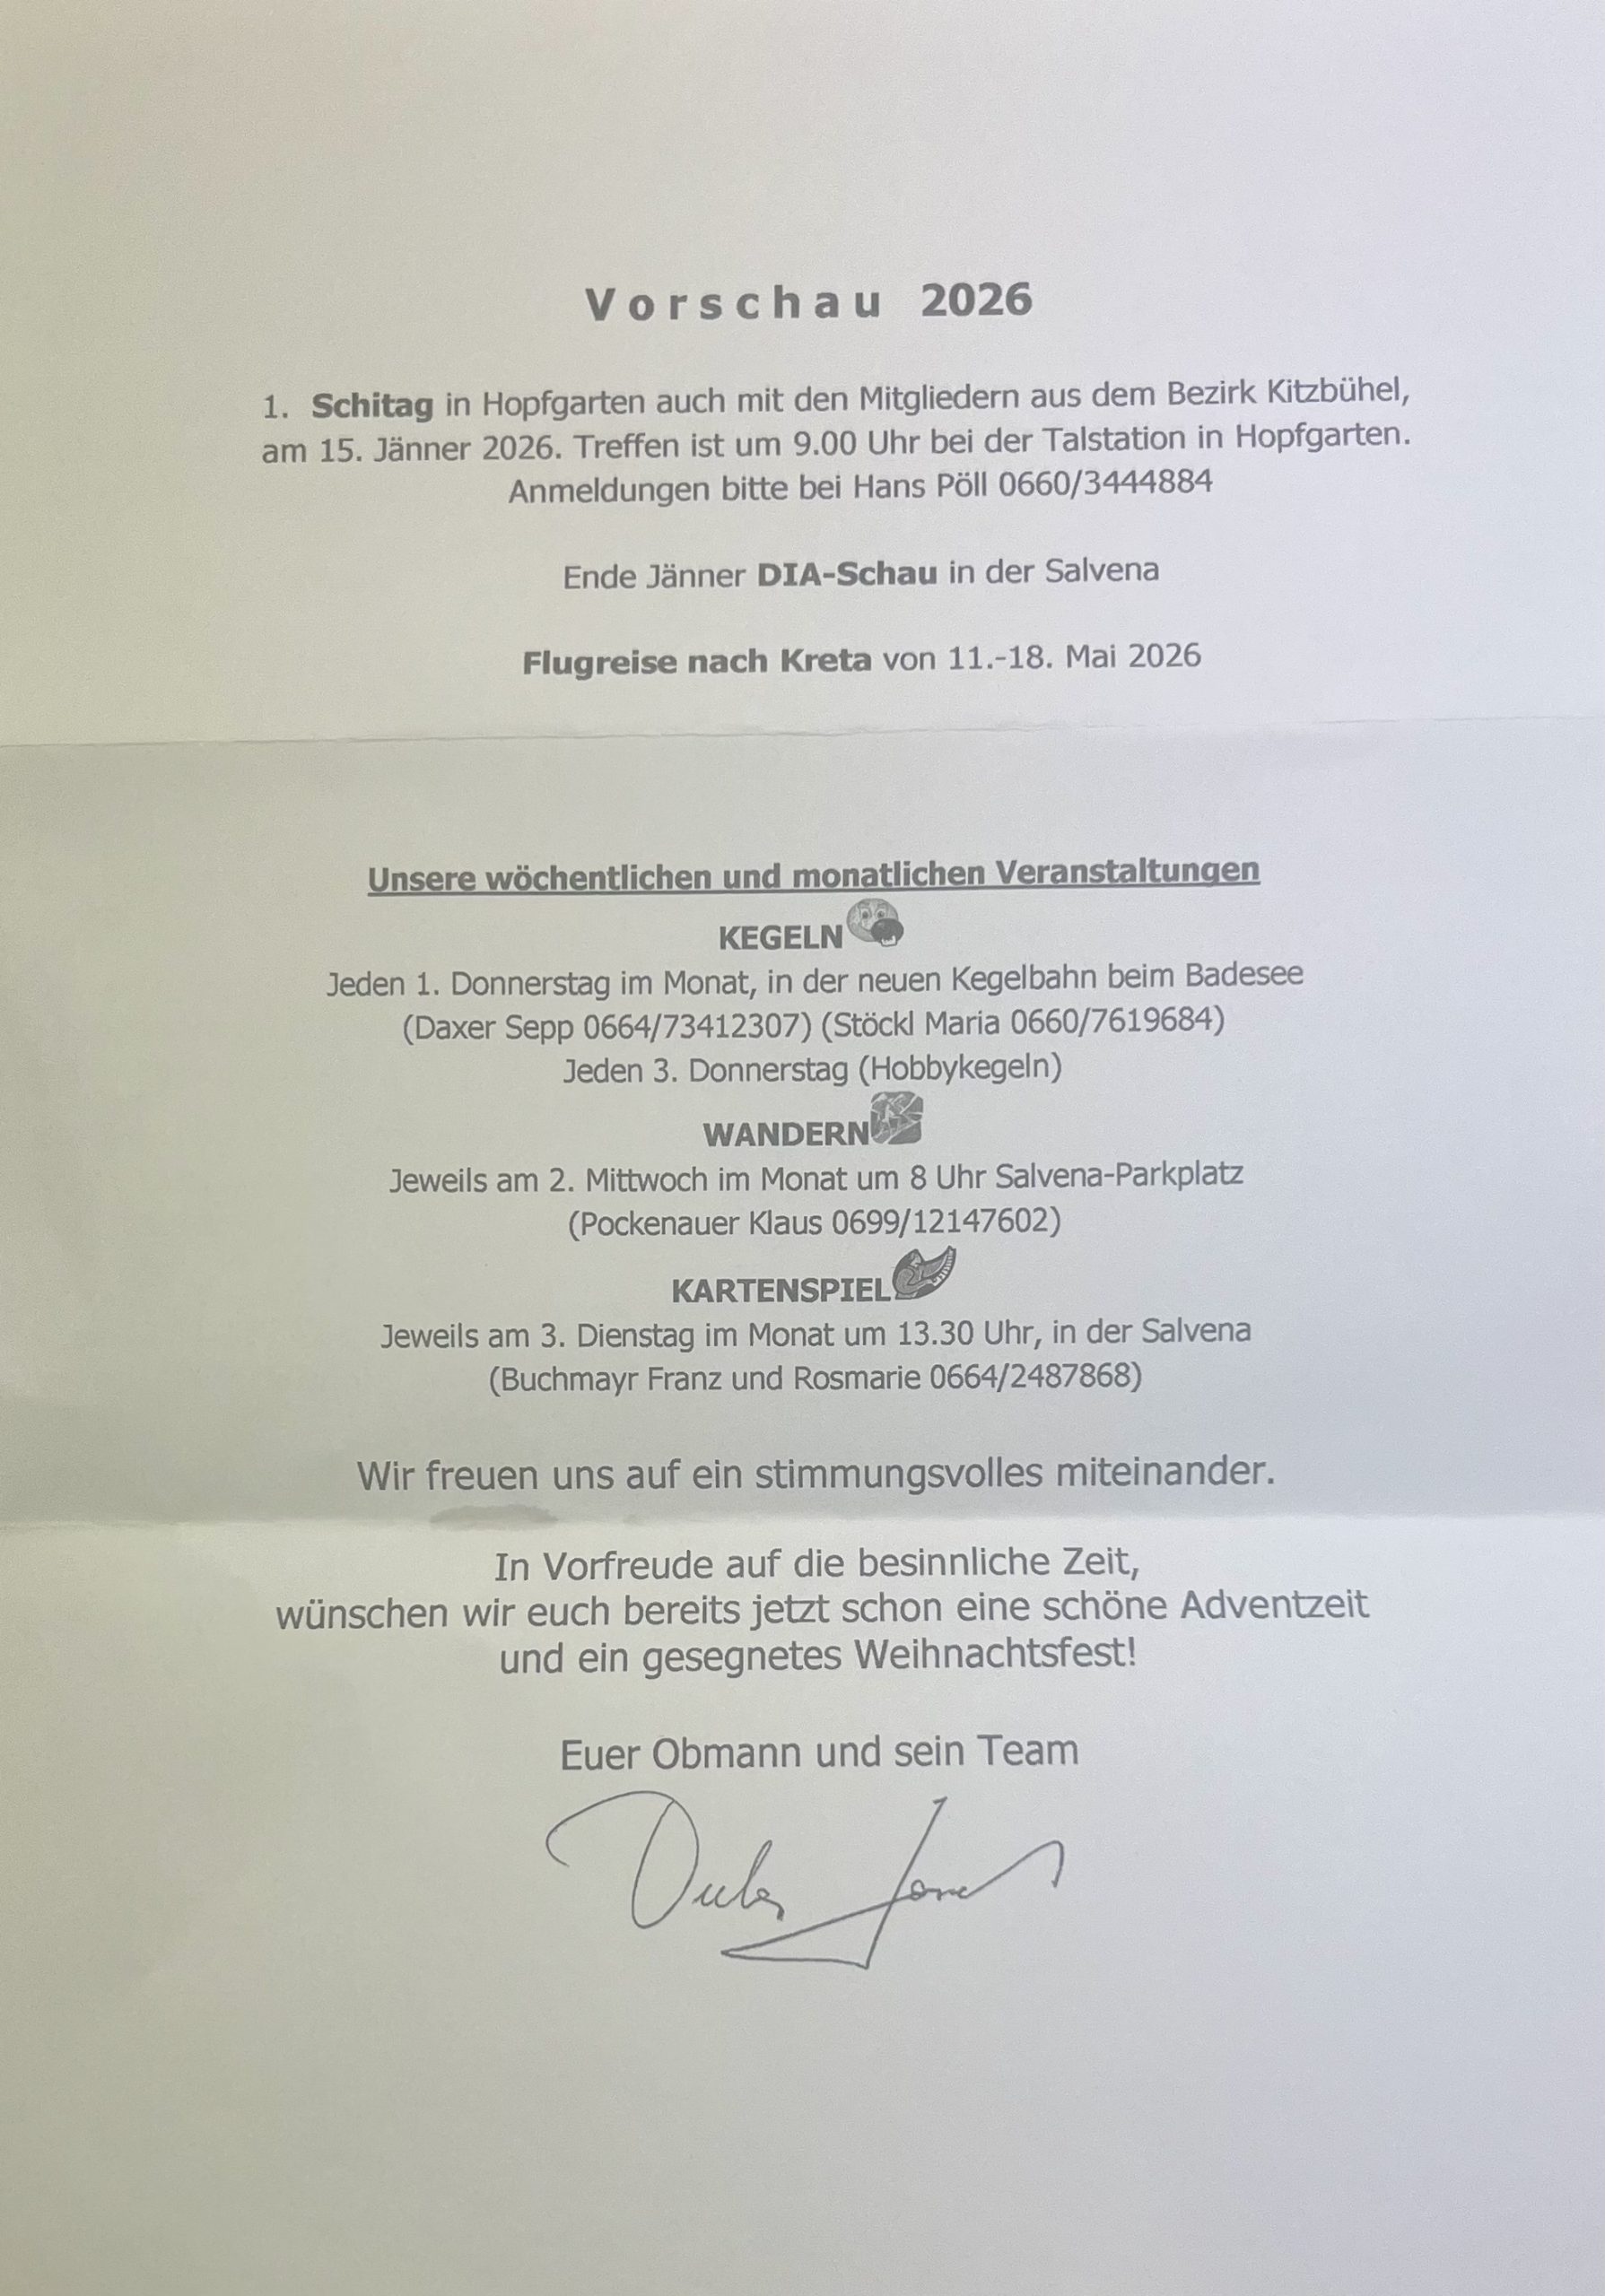 Vorschau 2026
1. Schitag in Hopfgarten auch mit den Mitgliedern aus dem Bezirk Kitzbühel,
am 15. Jänner 2026. Treffen ist um 9.00 Uhr bei der Talstation in Hopfgarten.
Anmeldungen bitte bei Hans Pöll 0660/3444884
Ende Jänner DIA-Schau in der Salvena
Flugreise nach Kreta von 11.-18. Mai 2026
Unsere wöchentlichen und monatlichen Veranstaltungen
KEGELN
Jeden 1. Donnerstag im Monat, in der neuen Kegelbahn beim Badesee
(Daxer Sepp 0664/73412307) (Stöckl Maria 0660/7619684)
Jeden 3. Donnerstag (Hobbykegeln)
WANDERN
Jeweils am 2. Mittwoch im Monat um 8 Uhr Salvena-Parkplatz
(Pockenauer Klaus 0699/12147602)
KARTENSPIEL
Jeweils am 3. Dienstag im Monat um 13.30 Uhr, in der Salvena
(Buchmayr Franz und Rosmarie 0664/2487868)
Wir freuen uns auf ein stimmungsvolles miteinander.
In Vorfreude auf die besinnliche Zeit,
wünschen wir euch bereits jetzt schon eine schöne Adventzeit
und ein gesegnetes Weihnachtsfest!
Euer Obmann und sein Team